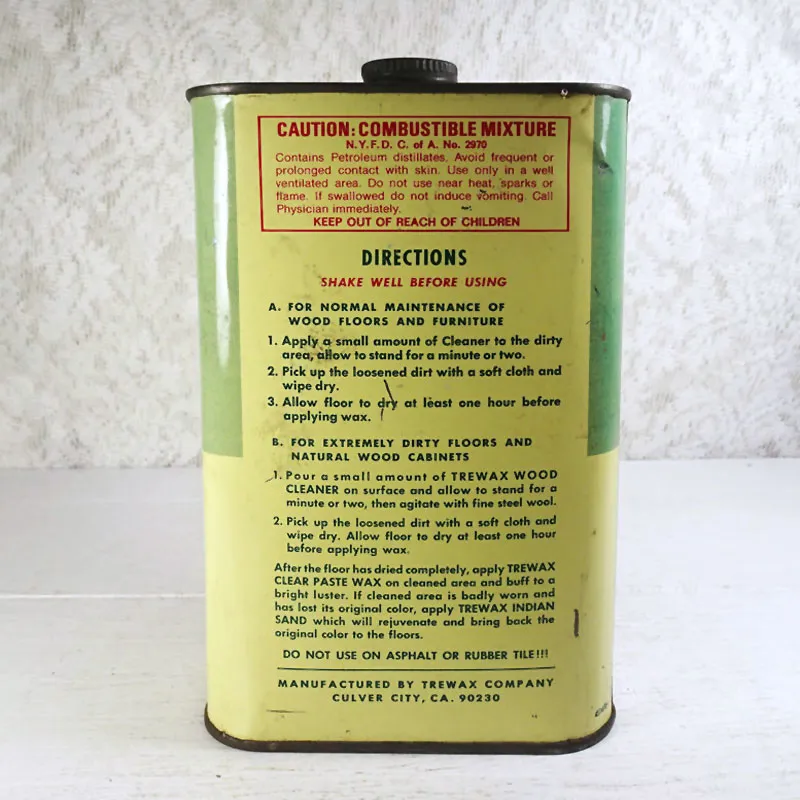 CAUTION: COMBUSTIBLE MIXTURE
N.Y.F.D. C. of A. No. 2970
Contains Petroleum distillates. Avoid frequent or
prolonged contact with skin. Use only in a well
ventilated area. Do not use near heat, sparks or
flame. If swallowed do not induce vomiting. Call
Physician immediately.
KEEP OUT OF REACH OF CHILDREN
DIRECTIONS
SHAKE WELL BEFORE USING
A. FOR NORMAL MAINTENANCE OF
WOOD FLOORS AND FURNITURE
1. Apply a small amount of Cleaner to the dirty
area, allow to stand for a minute or two.
2. Pick up the loosened dirt with a soft cloth and
wipe dry.
3. Allow floor to dry at least one hour before
applying wax.
B. FOR EXTREMELY DIRTY FLOORS AND
NATURAL WOOD CABINETS
1. Pour a small amount of TREWAX WOOD
CLEANER on surface and allow to stand for a
minute or two, then agitate with fine steel wool.
2. Pick up the loosened dirt with a soft cloth and
wipe dry. Allow floor to dry at least one hour
before applying wax.
After the floor has dried completely, apply TREWAX
CLEAR PASTE WAX on cleaned area and buff to a
bright luster. If cleaned area is badly worn and
has lost its original color, apply TREWAX INDIAN
SAND which will rejuvenate and bring back the
original color to the floors.
DO NOT USE ON ASPHALT OR RUBBER TILE!!!
MANUFACTURED BY TREWAX COMPANY
CULVER CITY, CA. 90230